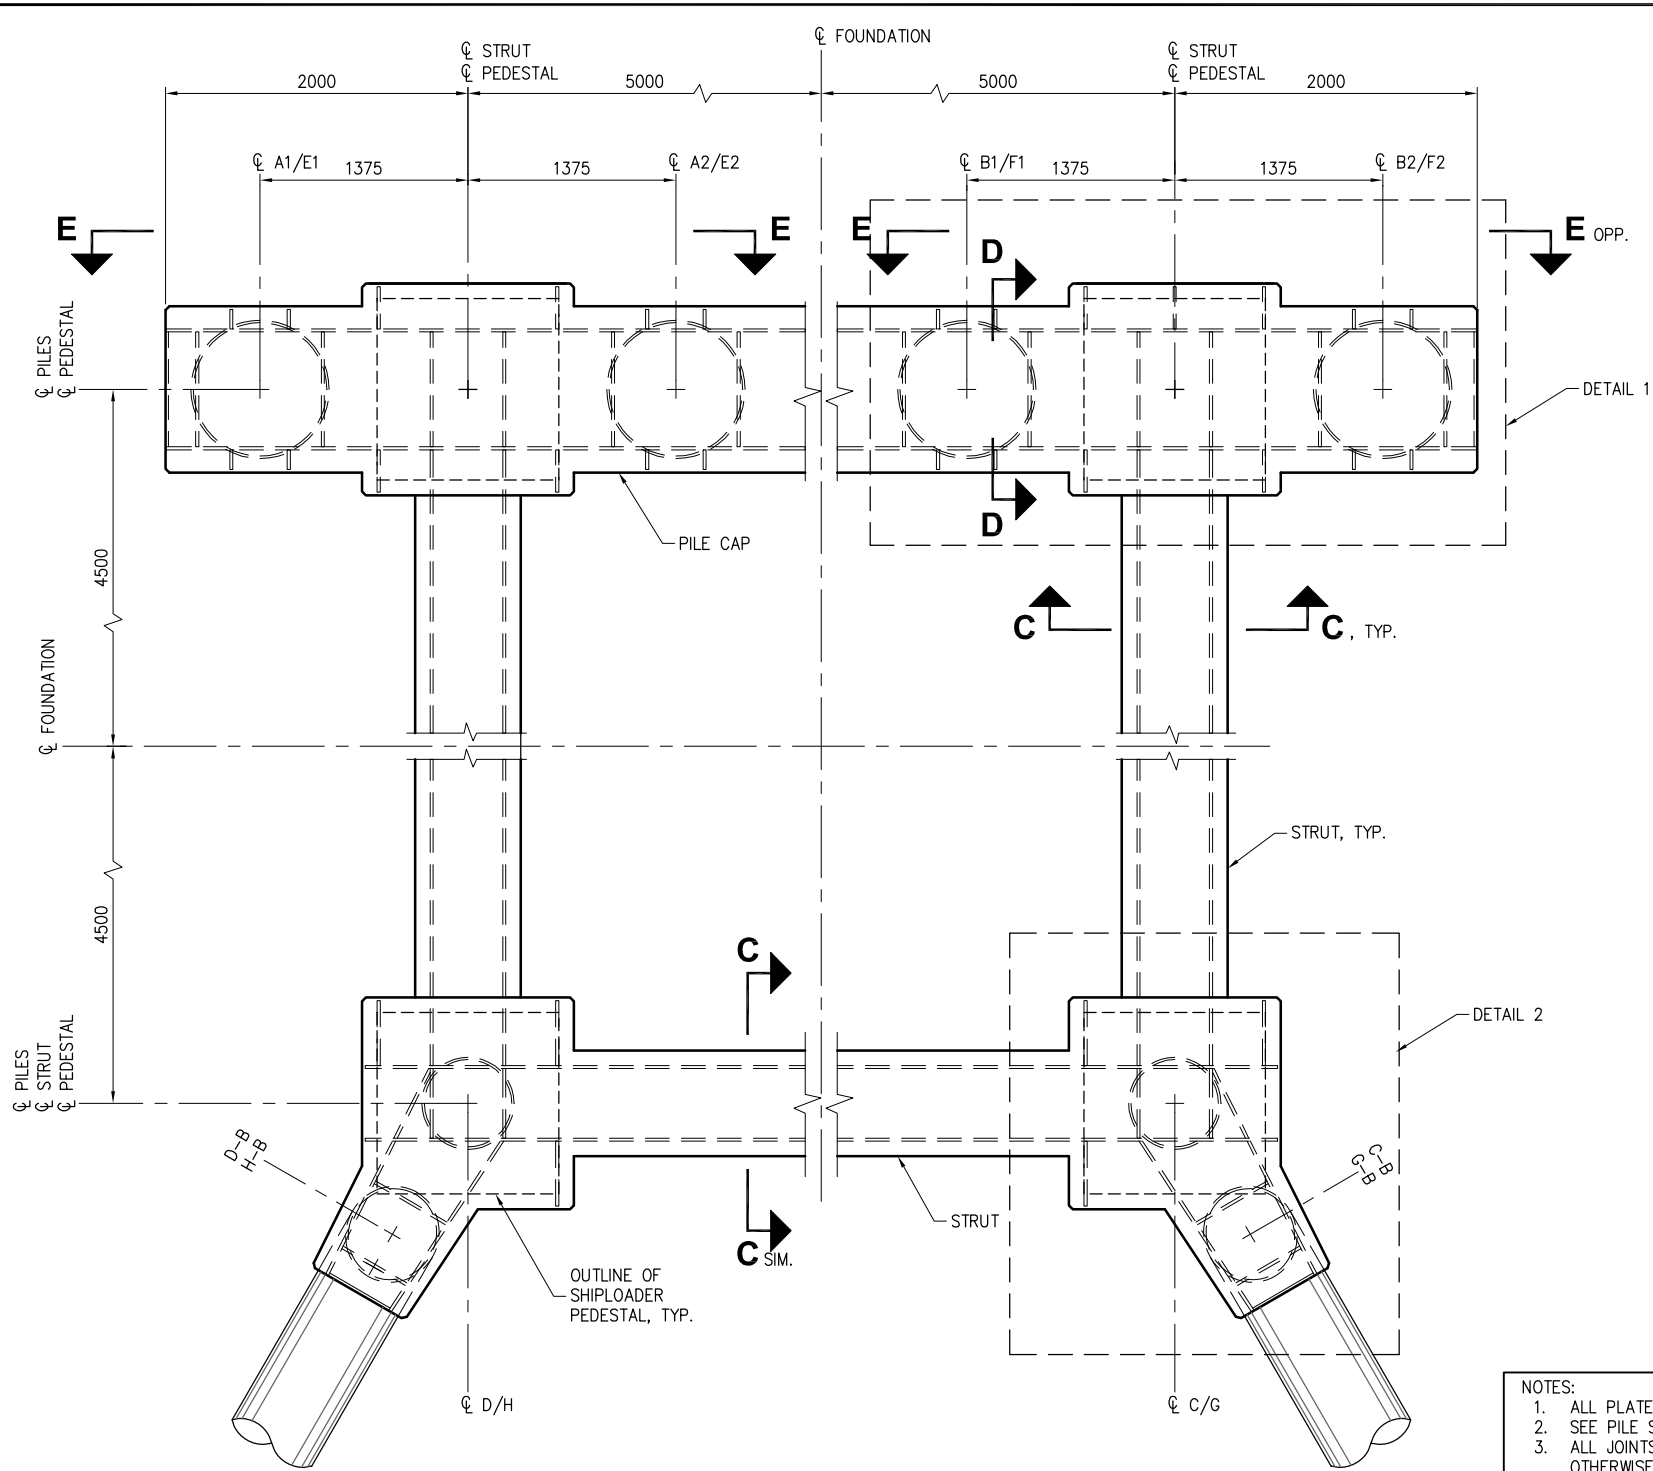 ℄ FOUNDATION
℄ STRUT
℄ PEDESTAL
℄ STRUT
℄ PEDESTAL
2000
5000
5000
2000
℄ A1/E1
1375
1375
℄ A2/E2
℄ B1/F1
1375
1375
℄ B2/F2
E
E
E
E OPP.
D
℄ PILES
℄ PEDESTAL
DETAIL 1
D
PILE CAP
4500
C
C , TYP.
℄ FOUNDATION
STRUT, TYP.
4500
C
DETAIL 2
℄ PILES
℄ STRUT
℄ PEDESTAL
D-B
H-B
C-B
G-B
STRUT
C SIM.
OUTLINE OF
SHIPLOADER
PEDESTAL, TYP.
℄ D/H
℄ C/G
NOTES:
1. ALL PLATE
2. SEE PILE S
3. ALL JOINTS
OTHERWISE